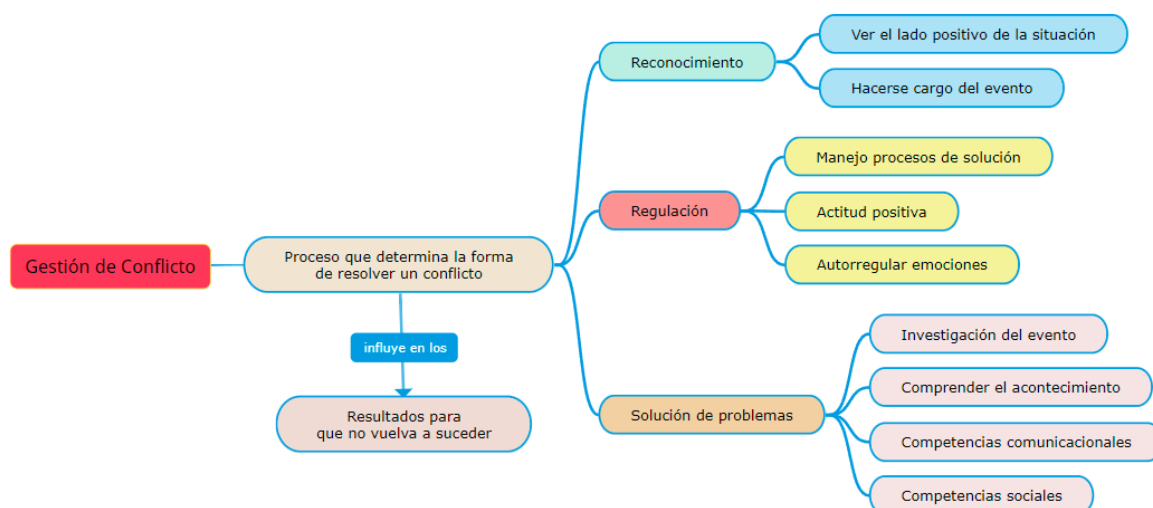 Gestión de Conflicto
Proceso que determina la forma
de resolver un conflicto
influye en los
Resultados para
que no vuelva a suceder
Reconocimiento
Ver el lado positivo de la situación
Hacerse cargo del evento
Regulación
Manejo procesos de solución
Actitud positiva
Autorregular emociones
Solución de problemas
Investigación del evento
Comprender el acontecimiento
Competencias comunicacionales
Competencias sociales